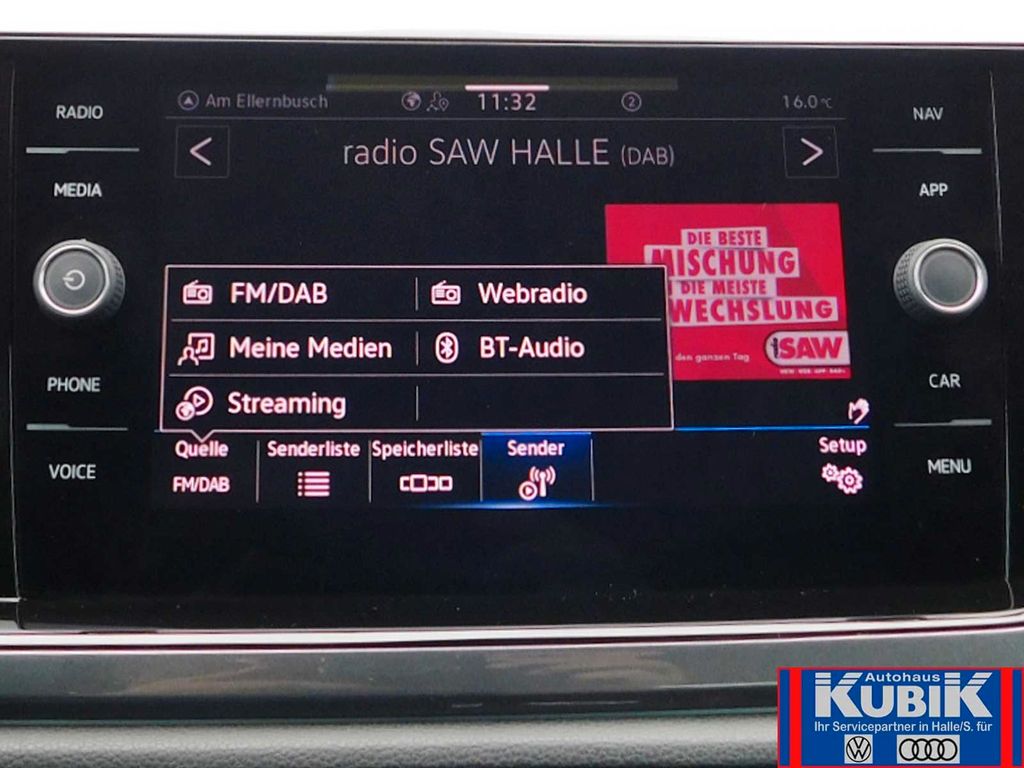 RADIO
MEDIA
PHONE
VOICE
Am Ellernbusch
11:32
2
16.0°C
< radio SAW HALLE (DAB) >
DIE BESTE
MISCHUNG
DIE MEISTE
WECHSLUNG
den ganzen Tag
SAW
FM/DAB
Webradio
Meine Medien
BT-Audio
Streaming
Quelle
FM/DAB
Senderliste
Speicherliste
Sender
Setup
NAV
APP
CAR
MENU
Autohaus
KUBIK
Ihr Servicepartner in Halle/S. für